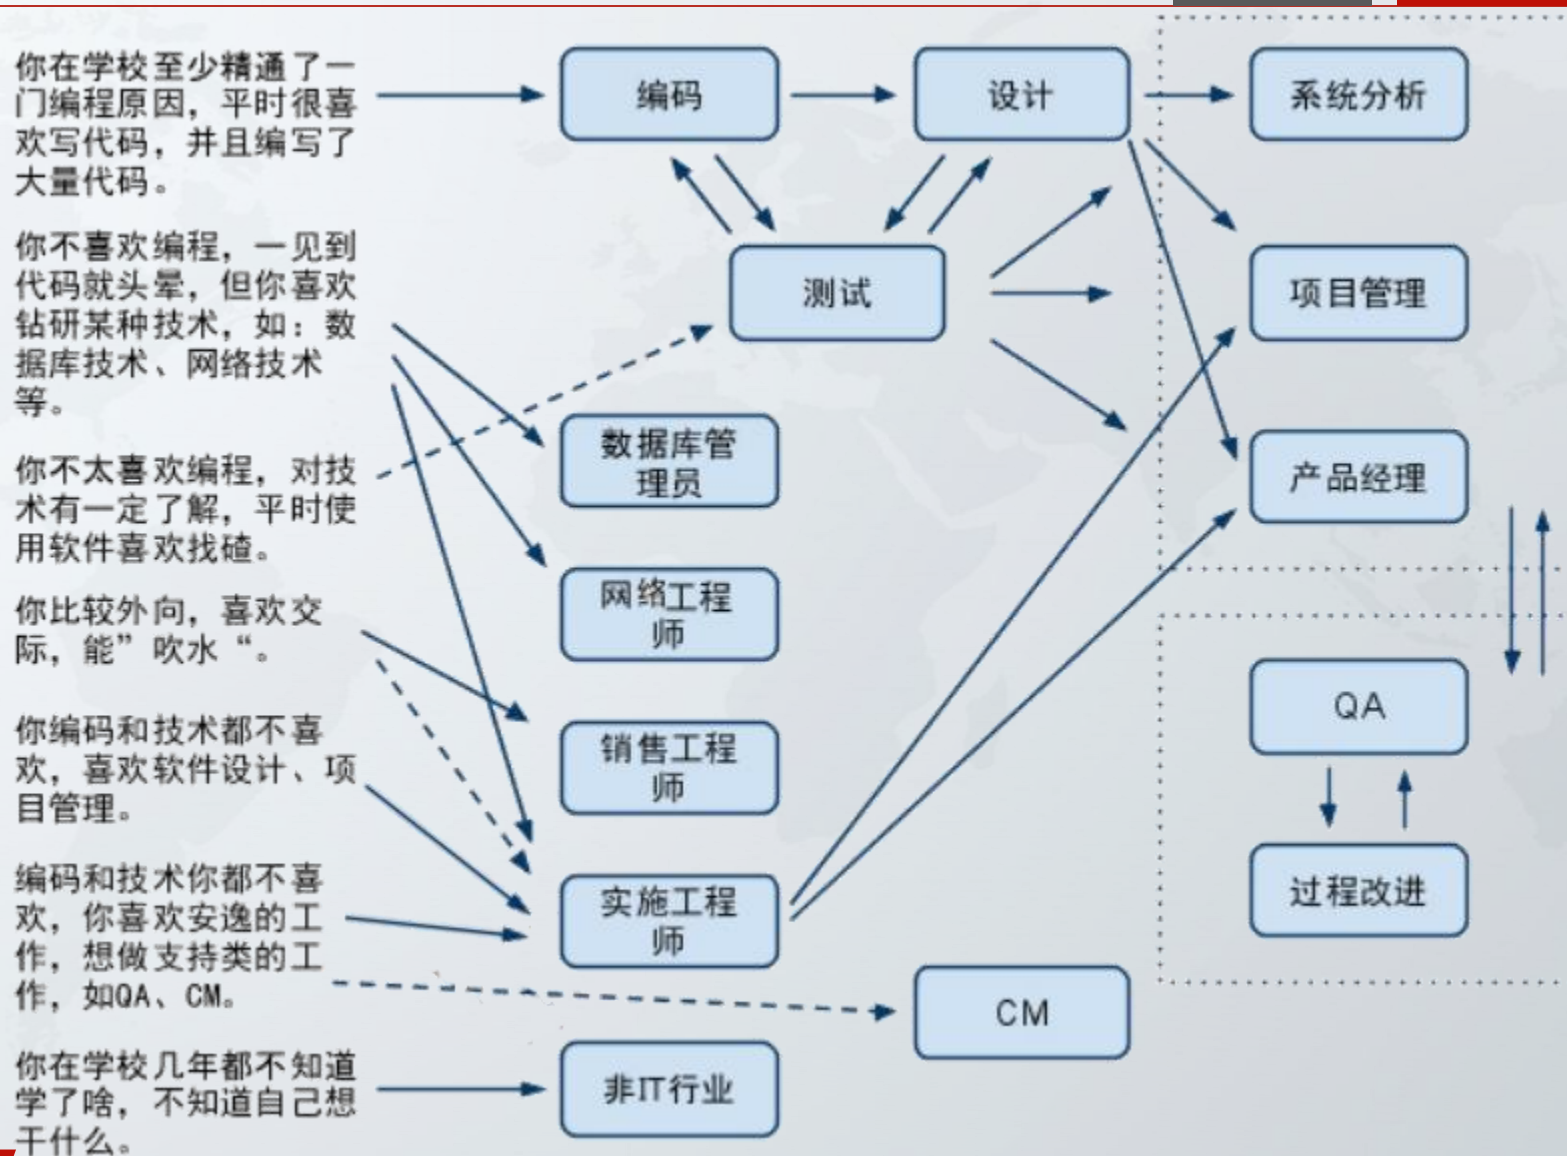 你在学校至少精通了一
门编程原因，平时很喜
欢写代码，并且编写了
大量代码。
你不喜欢编程，一见到
代码就头晕，但你喜欢
钻研某种技术，如：数
据库技术、网络技术
等。
你不太喜欢编程，对技
术有一定了解，平时使
用软件喜欢找碴。
你比较外向，喜欢交
际，能”吹水“。
你编码和技术都不喜
欢，喜欢软件设计、项
目管理。
编码和技术你都不喜
欢，你喜欢安逸的工
作，想做支持类的工
作，如QA、CM。
你在学校几年都不知道
学了啥，不知道自己想
干什么。
编码
设计
系统分析
测试
项目管理
数据库管
理员
产品经理
网络工程
师
销售工程
师
QA
实施工程
师
过程改进
CM
非IT行业